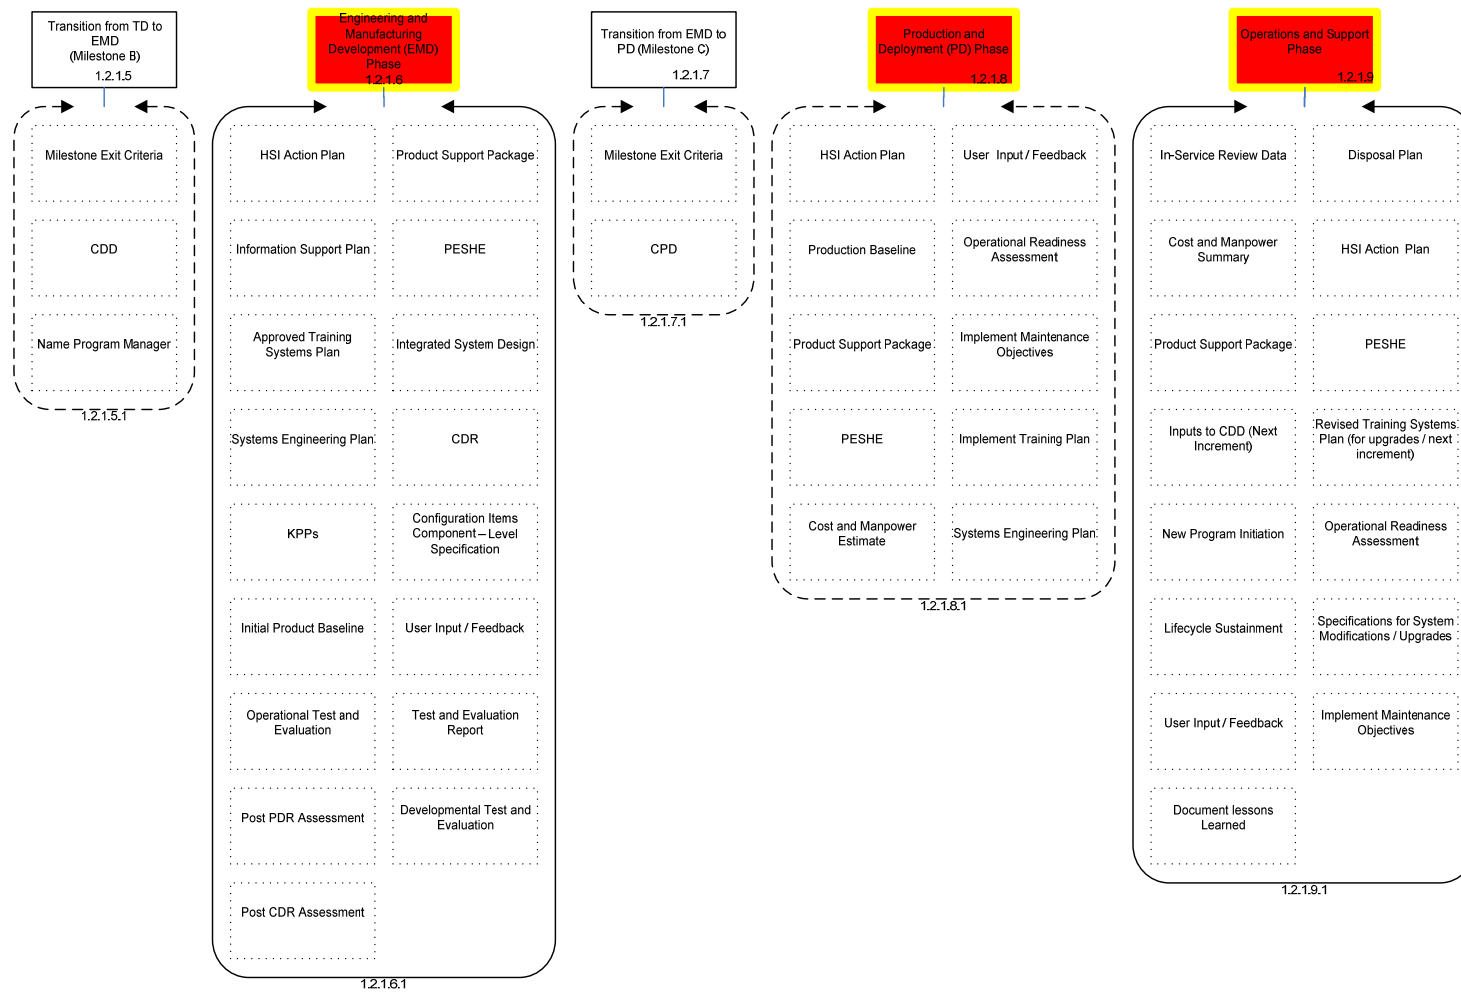 Transition from TD to
EMD
(Milestone B)
1.2.1.5
Milestone Exit Criteria
CDD
Name Program Manager
1.2.1.5.1
Engineering and
Manufacturing
Development (EMD)
Phase
1.2.1.6
HSI Action Plan
Product Support Package
Information Support Plan
PESHE
Approved Training
Systems Plan
Integrated System Design
Systems Engineering Plan
CDR
KPPs
Configuration Items
Component – Level
Specification
Initial Product Baseline
User Input / Feedback
Operational Test and
Evaluation
Test and Evaluation
Report
Post PDR Assessment
Developmental Test and
Evaluation
Post CDR Assessment
1.2.1.6.1
Transition from EMD to
PD (Milestone C)
1.2.1.7
Milestone Exit Criteria
CPD
1.2.1.7.1
Production and
Deployment (PD) Phase
1.2.1.8
HSI Action Plan
User Input / Feedback
Production Baseline
Operational Readiness
Assessment
Product Support Package
Implement Maintenance
Objectives
PESHE
Implement Training Plan
Cost and Manpower
Estimate
Systems Engineering Plan
1.2.1.8.1
Operations and Support
Phase
1.2.1.9
In-Service Review Data
Disposal Plan
Cost and Manpower
Summary
HSI Action Plan
Product Support Package
PESHE
Inputs to CDD (Next
Increment)
Revised Training Systems
Plan (for upgrades / next
increment)
New Program Initiation
Operational Readiness
Assessment
Lifecycle Sustainment
Specifications for System
Modifications / Upgrades
User Input / Feedback
Implement Maintenance
Objectives
Document lessons
Learned
1.2.1.9.1